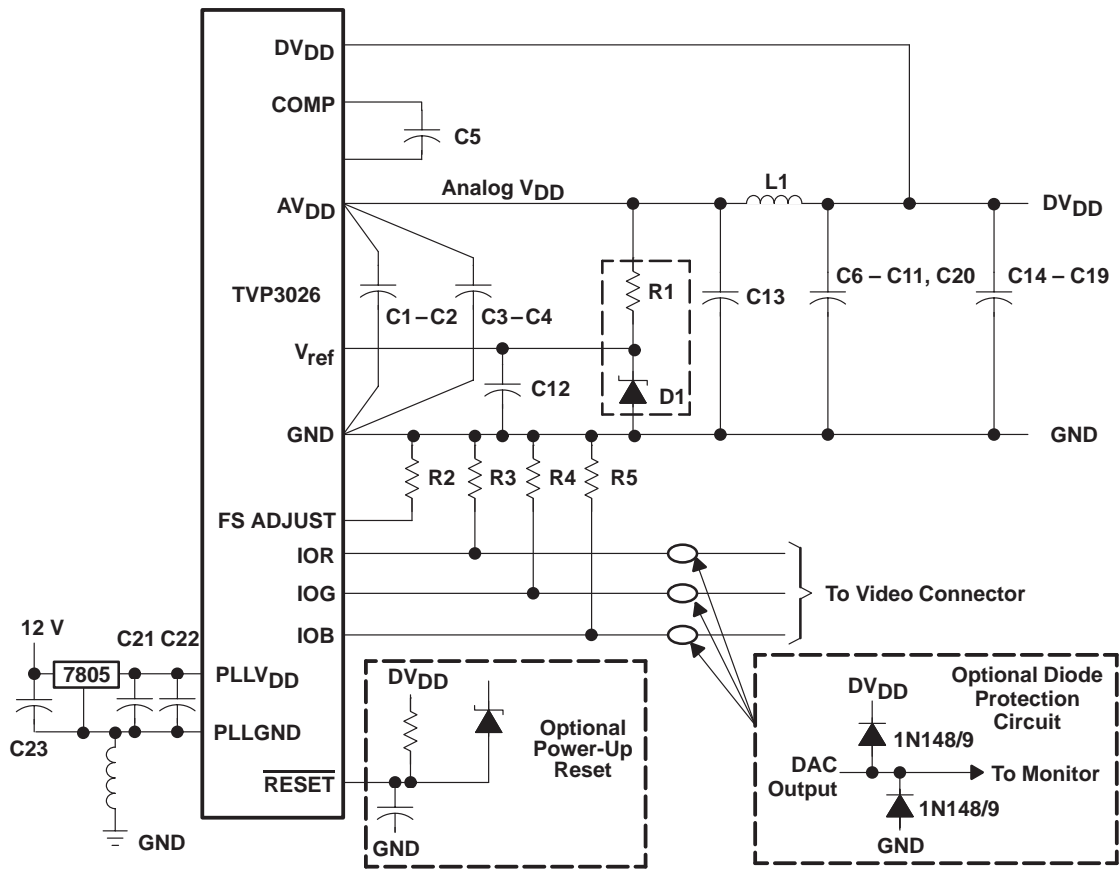 DVDD
COMP
C5
Analog VDD
L1
AVDD
DVDD
TVP3026
C1 – C2
C3 – C4
R1
C13
C6 – C11, C20
C14 – C19
Vref
C12
D1
GND
GND
R2
R3
R4
R5
FS ADJUST
IOR
IOG
To Video Connector
IOB
12 V
C21 C22
7805
PLLVDD
C23
PLLGND
GND
RESET
DVDD
Optional
Power-Up
Reset
GND
Optional Diode
Protection
Circuit
DVDD
1N148/9
DAC
Output
To Monitor
1N148/9
GND